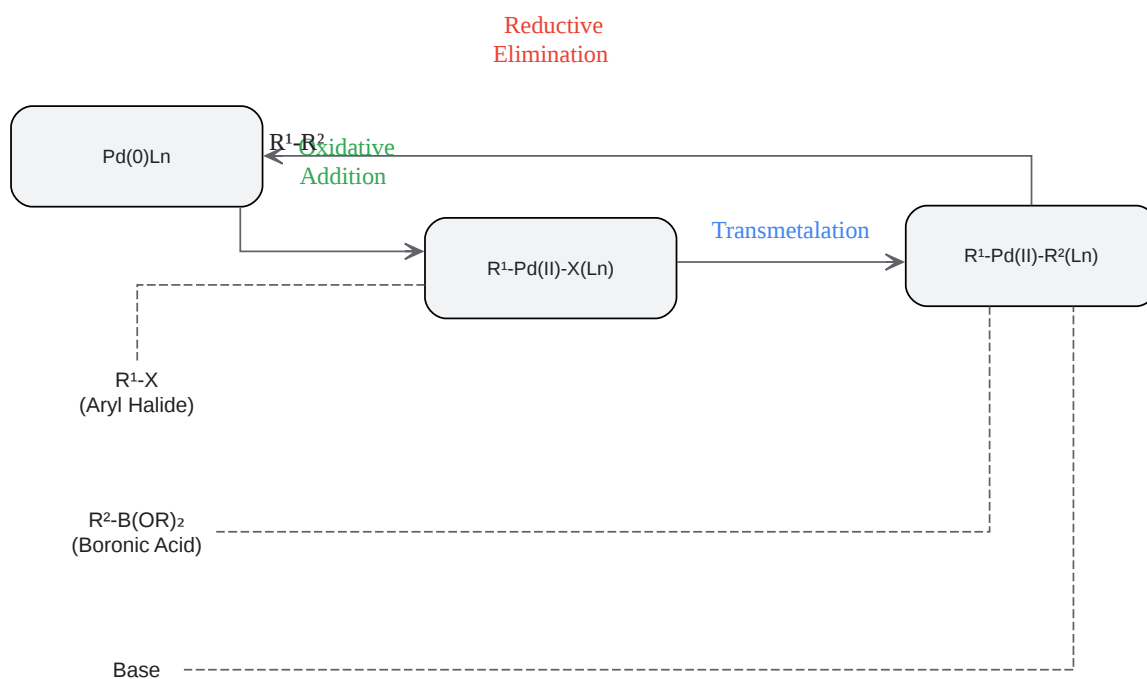 Reductive
Elimination
Pd(0)Ln
R¹-R²
Oxidative
Addition
Transmetalation
R¹-Pd(II)-X(Ln)
R¹-Pd(II)-R²(Ln)
R¹-X
(Aryl Halide)
R²-B(OR)₂
(Boronic Acid)
Base